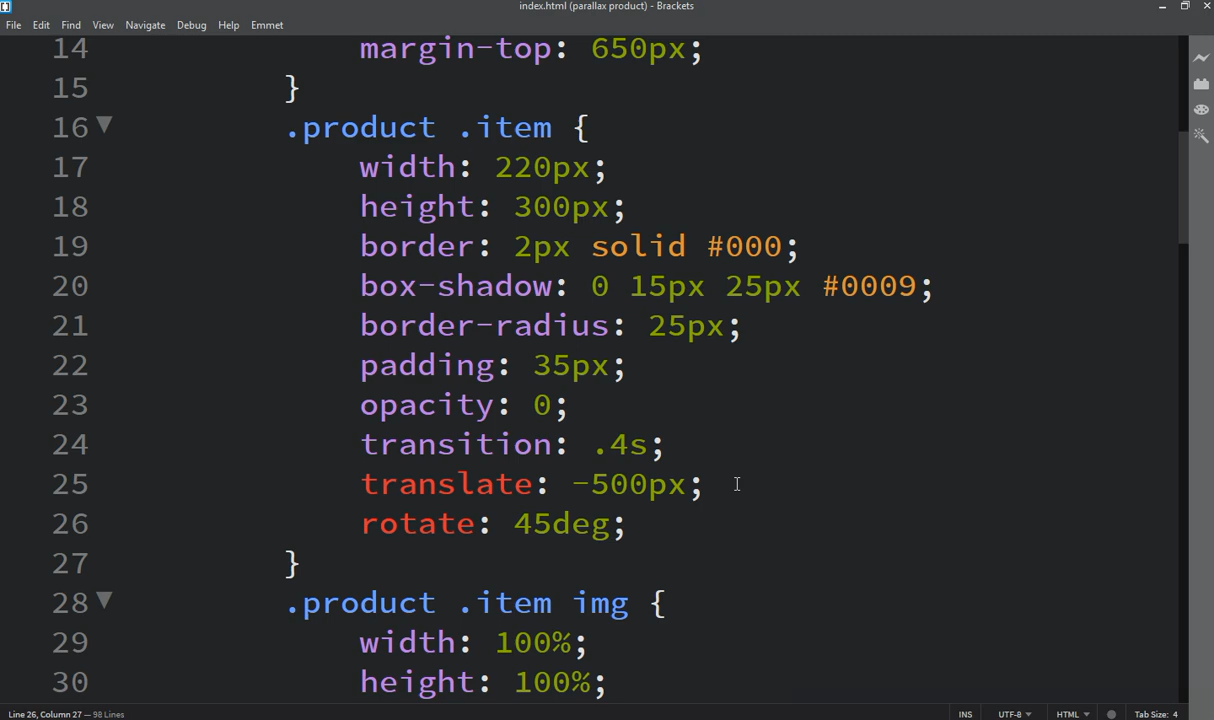 index.html (parallax product) - Brackets
File Edit Find View Navigate Debug Help Emmet
14 margin-top: 650px;
15 }
16 .product .item {
17 width: 220px;
18 height: 300px;
19 border: 2px solid #000;
20 box-shadow: 0 15px 25px #0009;
21 border-radius: 25px;
22 padding: 35px;
23 opacity: 0;
24 transition: .4s;
25 translate: -500px;
26 rotate: 45deg;
27 }
28 .product .item img {
29 width: 100%;
30 height: 100%;
Line 26, Column 27 — 98 Lines INS UTF-8 HTML Tab Size: 4